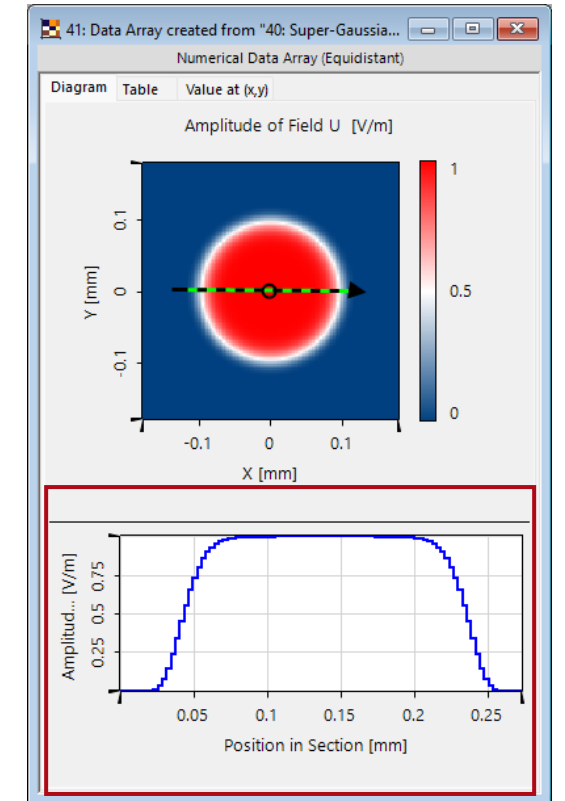 41: Data Array created from "40: Super-Gaussia...
Numerical Data Array (Equidistant)
Diagram Table Value at (x,y)
Amplitude of Field U [V/m]
1
0.5
0
Y [mm]
0.1
0
-0.1
-0.1 0 0.1
X [mm]
Amplitud... [V/m]
0.75
0.5
0.25
0.05 0.1 0.15 0.2 0.25
Position in Section [mm]